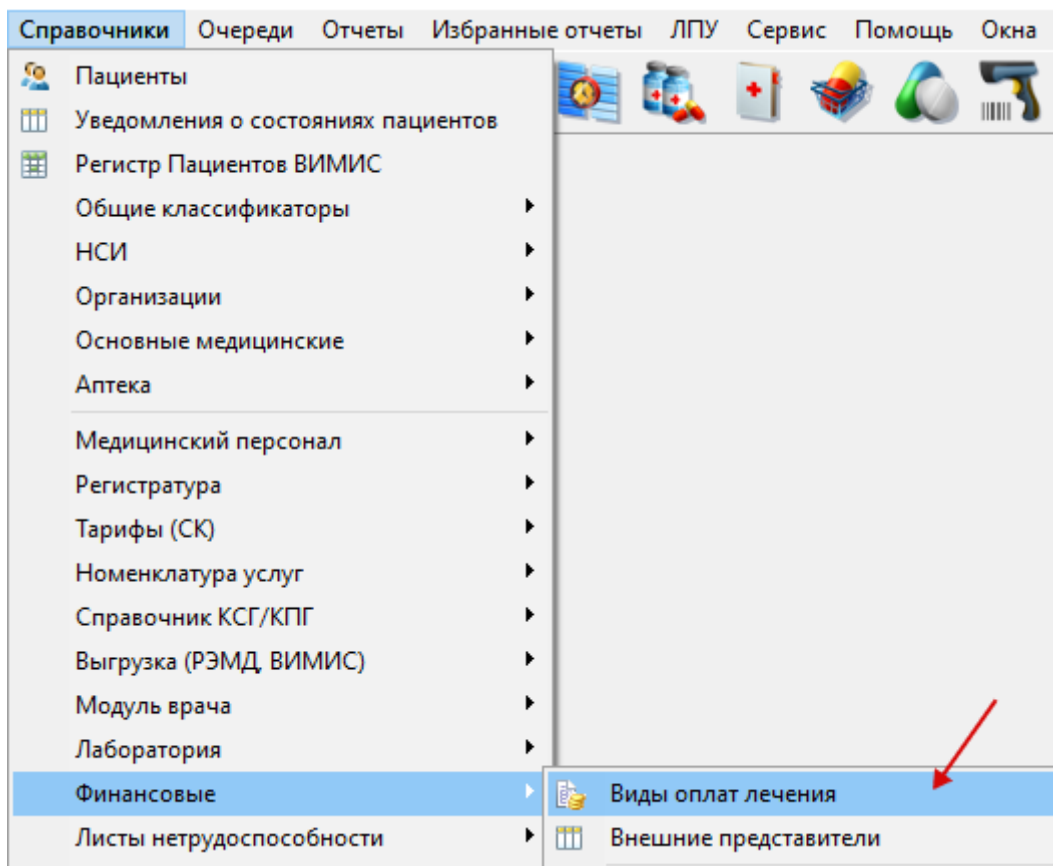 Справочники Очереди Отчеты Избранные отчеты ЛПУ Сервис Помощь Окна
Пациенты
Уведомления о состояниях пациентов
Регистр Пациентов ВИМИС
Общие классификаторы
НСИ
Организации
Основные медицинские
Аптека
Медицинский персонал
Регистратура
Тарифы (СК)
Номенклатура услуг
Справочник КСГ/КПГ
Выгрузка (РЭМД, ВИМИС)
Модуль врача
Лаборатория
Финансовые
Виды оплат лечения
Листы нетрудоспособности
Внешние представители